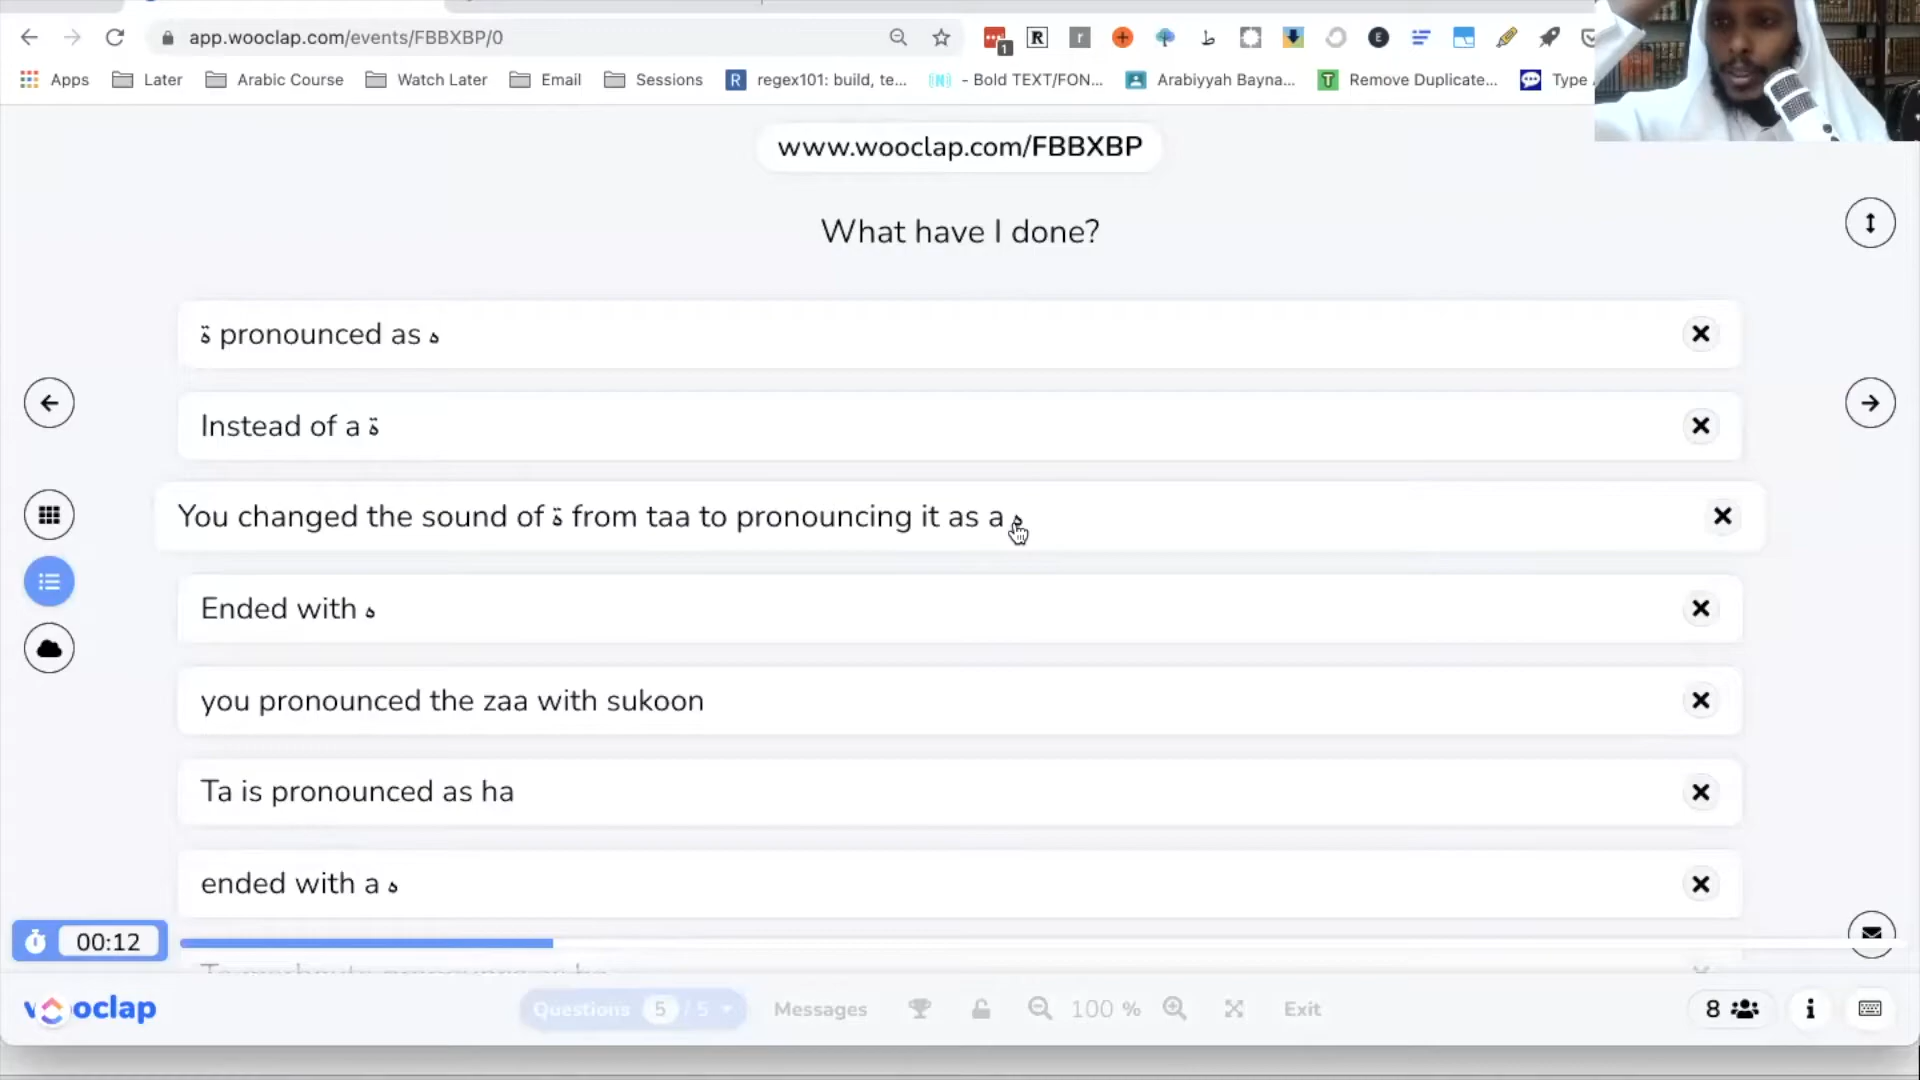 app.wooclap.com/events/FBBXBP/0
Apps Later Arabic Course Watch Later Email Sessions regex101: build, te... - Bold TEXT/FON... Arabiyyah Bayna... Remove Duplicate... Type
www.wooclap.com/FBBXBP
What have I done?
ة pronounced as ه
Instead of a ة
You changed the sound of ة from taa to pronouncing it as a ه
Ended with ه
you pronounced the zaa with sukoon
Ta is pronounced as ha
ended with a ه
00:12
wooclap
Questions 5 / 5 Messages 100 % Exit 8